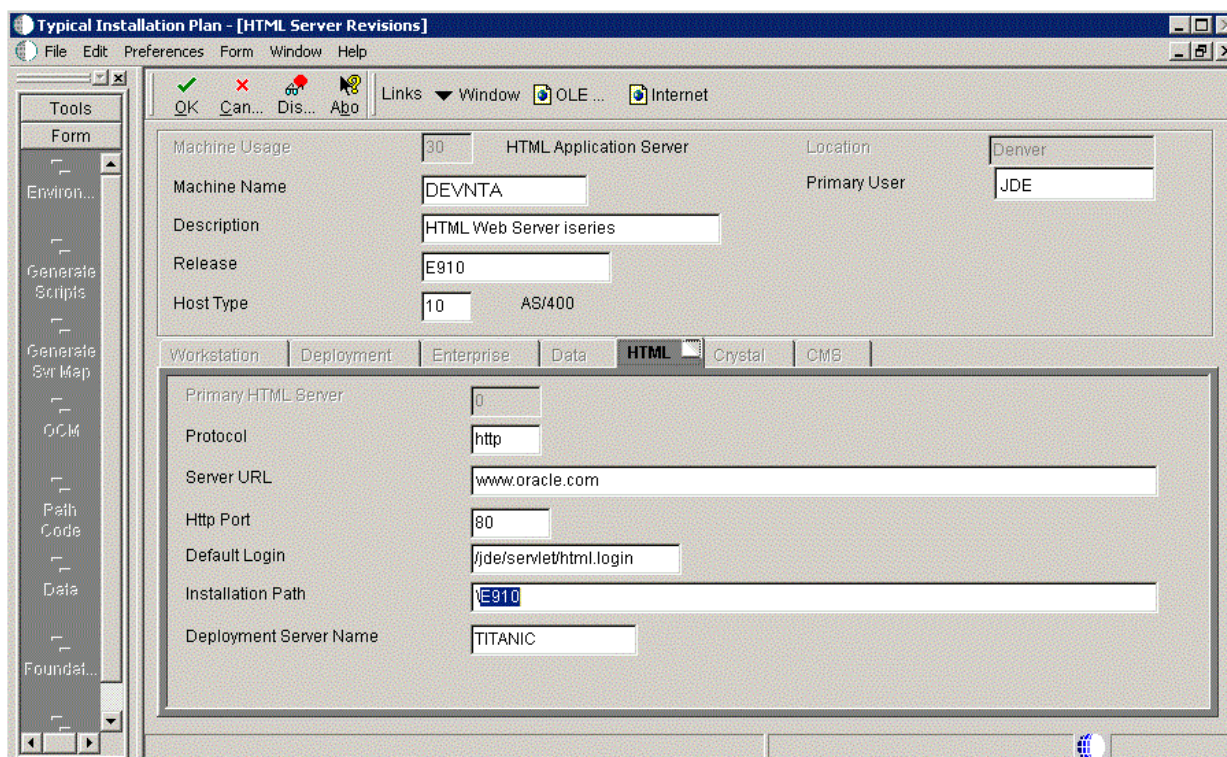 Typical Installation Plan - [HTML Server Revisions]
File Edit Preferences Form Window Help
OK Can... Dis... Abo Links Window OLE ... Internet
Tools
Form
Environ...
Generate
Scripts
Generate
Svr Map
OCM
Path
Code
Data
Foundat...
Machine Usage 30 HTML Application Server Location Denver
Machine Name DEVNTA Primary User JDE
Description HTML Web Server iseries
Release E910
Host Type 10 AS/400
Workstation Deployment Enterprise Data HTML Crystal CMS
Primary HTML Server 0
Protocol http
Server URL www.oracle.com
Http Port 80
Default Login /jde/servlet/html.login
Installation Path \E910
Deployment Server Name TITANIC